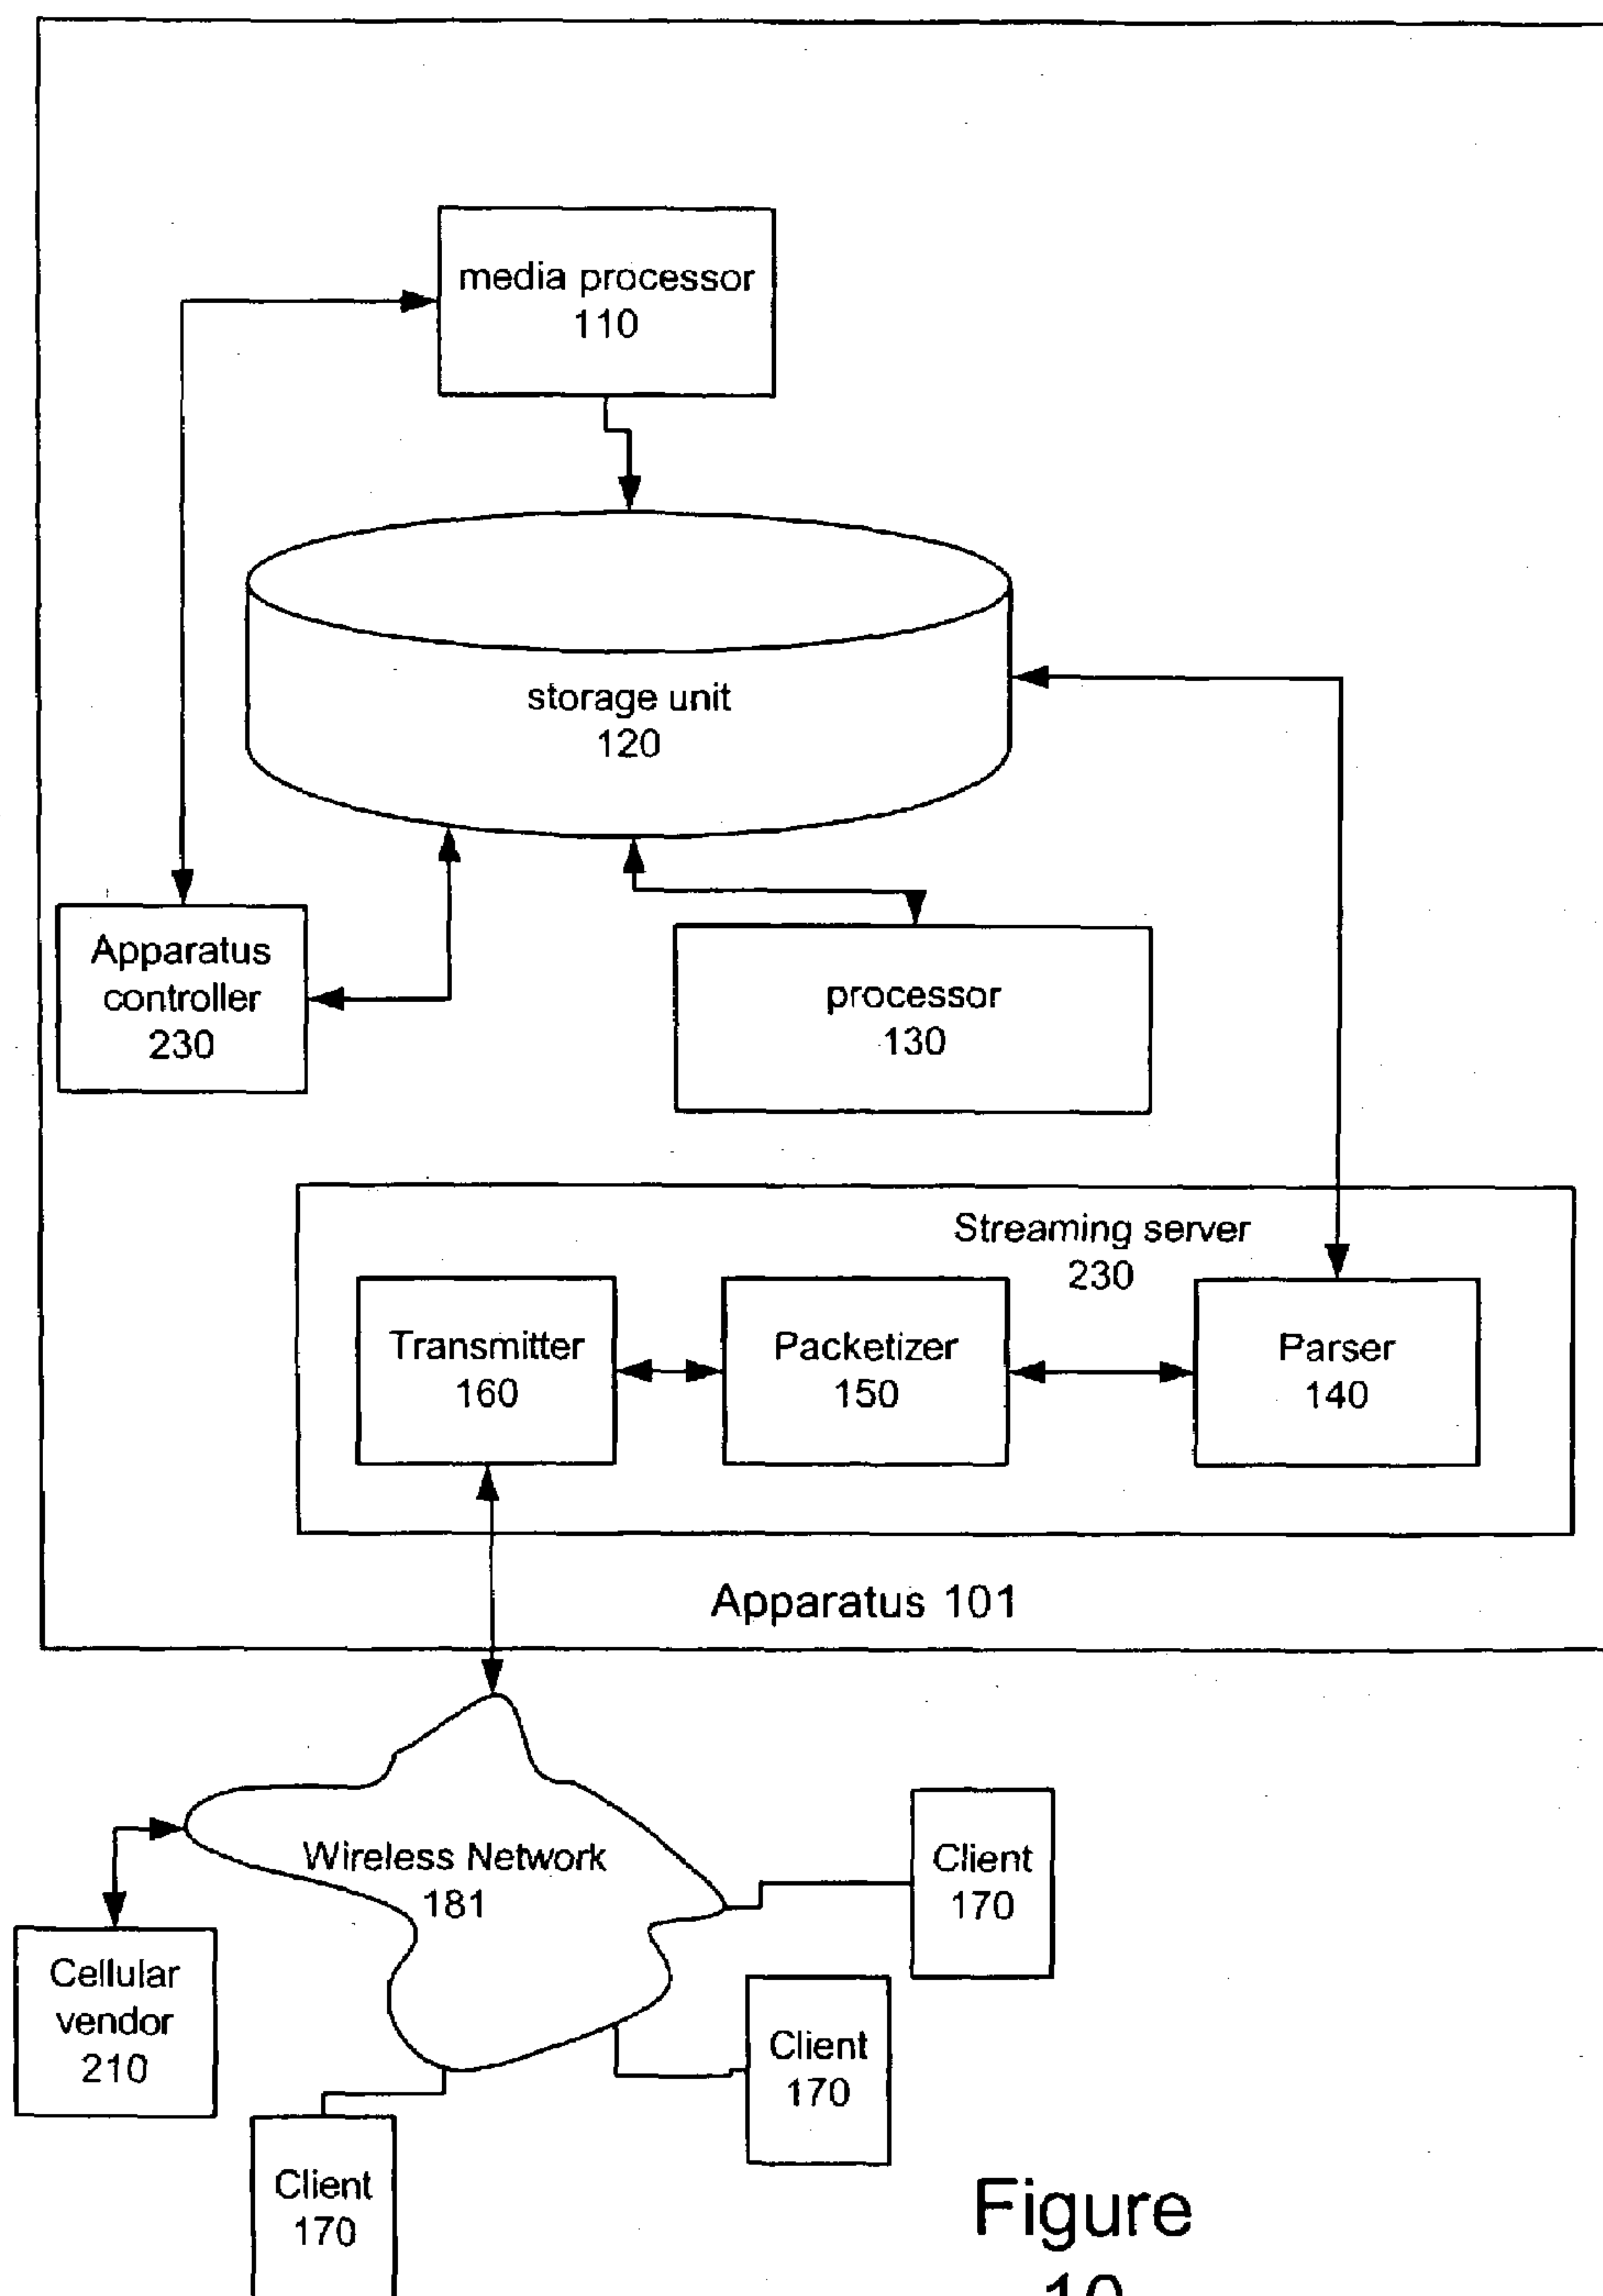 media processor
110
storage unit
120
Apparatus
controller
230
processor
130
Streaming server
230
Transmitter
160
Packetizer
150
Parser
140
Apparatus 101
Wireless Network
181
Client
170
Cellular
vendor
210
Client
170
Client
170
Figure
10